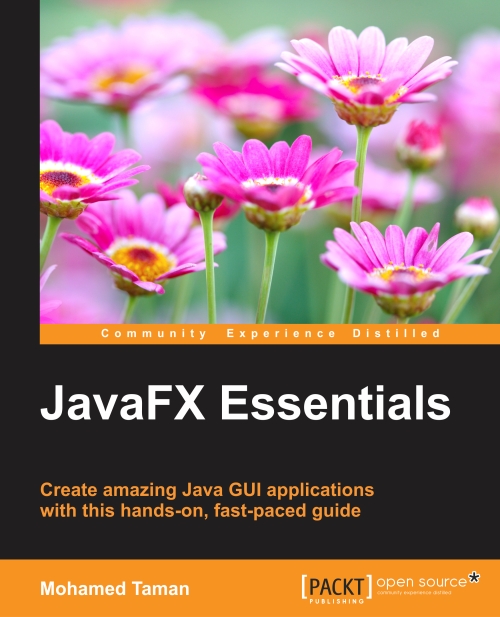 Community Experience Distilled
JavaFX Essentials
Create amazing Java GUI applications
with this hands-on, fast-paced guide
Mohamed Taman
[PACKT] open source*
PUBLISHING community experience distilled